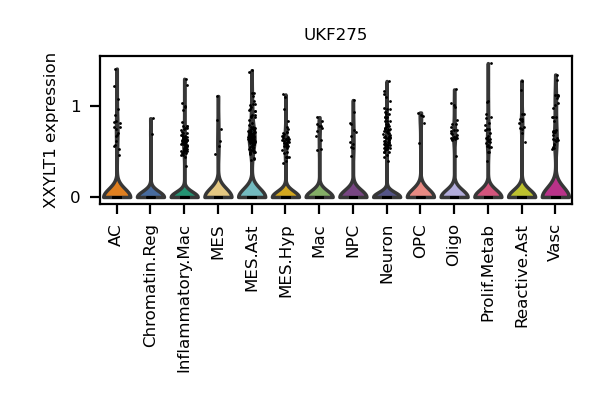 UKF275
XXYLT1 expression
1
0
AC
Chromatin.Reg
Inflammatory.Mac
MES
MES.Ast
MES.Hyp
Mac
NPC
Neuron
OPC
Oligo
Prolif.Metab
Reactive.Ast
Vasc